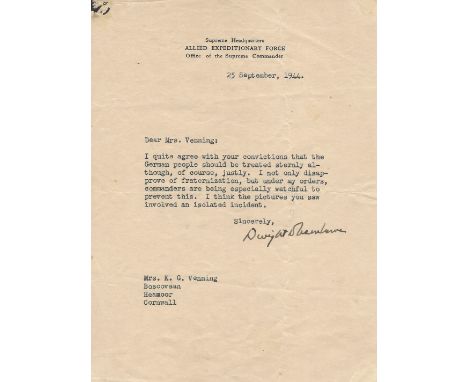 Supreme Headquarters
ALLIED EXPEDITIONARY FORCE
Office of the Supreme Commander
25 September, 1944.
Dear Mrs. Venning:
I quite agree with your convictions that the
German people should be treated sternly al-
though, of course, justly. I not only disap-
prove of fraternization, but under my orders,
commanders are being especially watchful to
prevent this. I think the pictures you saw
involved an isolated incident.
Sincerely,
Dwight D Eisenhower
Mrs. K. G. Venning
Boscovean
Heamoor
Cornwall